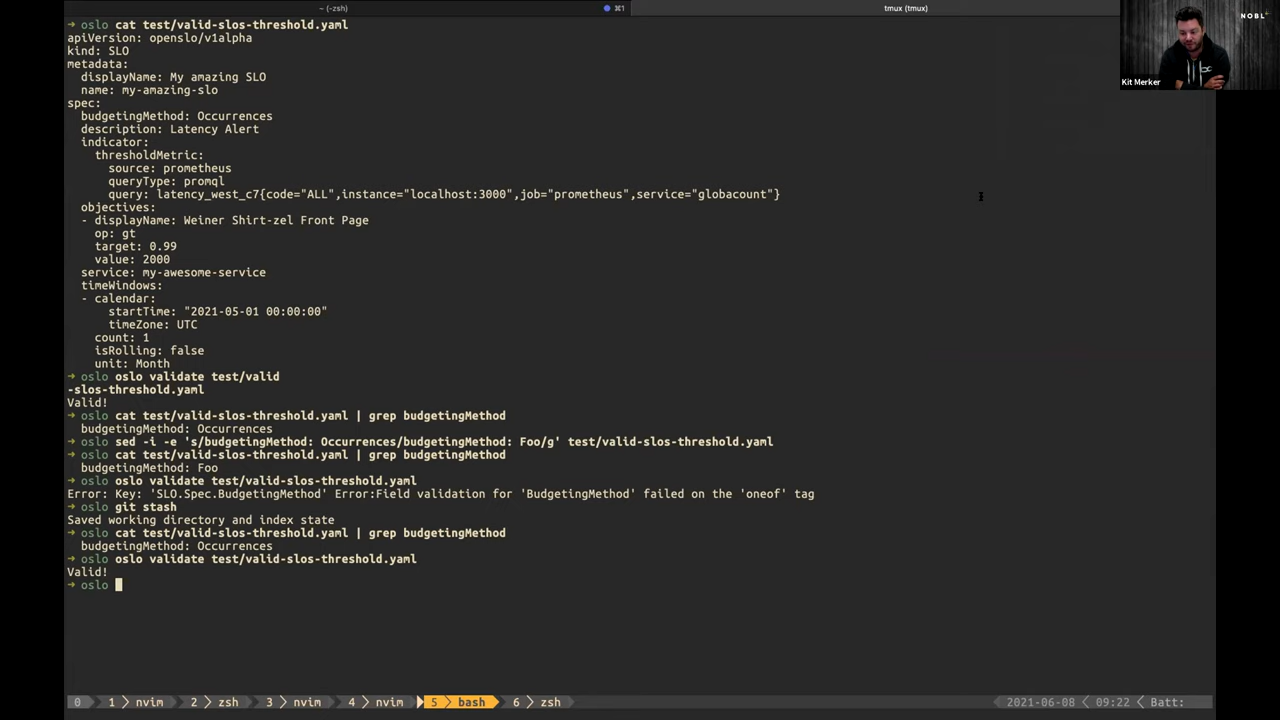 ~ (-zsh)
⌘1
tmux (tmux)
NOBL
Kit Merker
➜ oslo cat test/valid-slos-threshold.yaml
apiVersion: openslo/v1alpha
kind: SLO
metadata:
  displayName: My amazing SLO
  name: my-amazing-slo
spec:
  budgetingMethod: Occurrences
  description: Latency Alert
  indicator:
    thresholdMetric:
      source: prometheus
      queryType: promql
      query: latency_west_c7{code="ALL",instance="localhost:3000",job="prometheus",service="globacount"}
  objectives:
  - displayName: Weiner Shirt-zel Front Page
    op: gt
    target: 0.99
    value: 2000
  service: my-awesome-service
  timeWindows:
  - calendar:
      startTime: "2021-05-01 00:00:00"
      timeZone: UTC
    count: 1
    isRolling: false
    unit: Month
➜ oslo oslo validate test/valid
-slos-threshold.yaml
Valid!
➜ oslo cat test/valid-slos-threshold.yaml | grep budgetingMethod
  budgetingMethod: Occurrences
➜ oslo sed -i -e 's/budgetingMethod: Occurrences/budgetingMethod: Foo/g' test/valid-slos-threshold.yaml
➜ oslo cat test/valid-slos-threshold.yaml | grep budgetingMethod
  budgetingMethod: Foo
➜ oslo oslo validate test/valid-slos-threshold.yaml
Error: Key: 'SLO.Spec.BudgetingMethod' Error:Field validation for 'BudgetingMethod' failed on the 'oneof' tag
➜ oslo git stash
Saved working directory and index state
➜ oslo cat test/valid-slos-threshold.yaml | grep budgetingMethod
  budgetingMethod: Occurrences
➜ oslo oslo validate test/valid-slos-threshold.yaml
Valid!
➜ oslo
0 1 nvim 2 zsh 3 nvim 4 nvim 5 bash 6 zsh 2021-06-08 09:22 Batt: